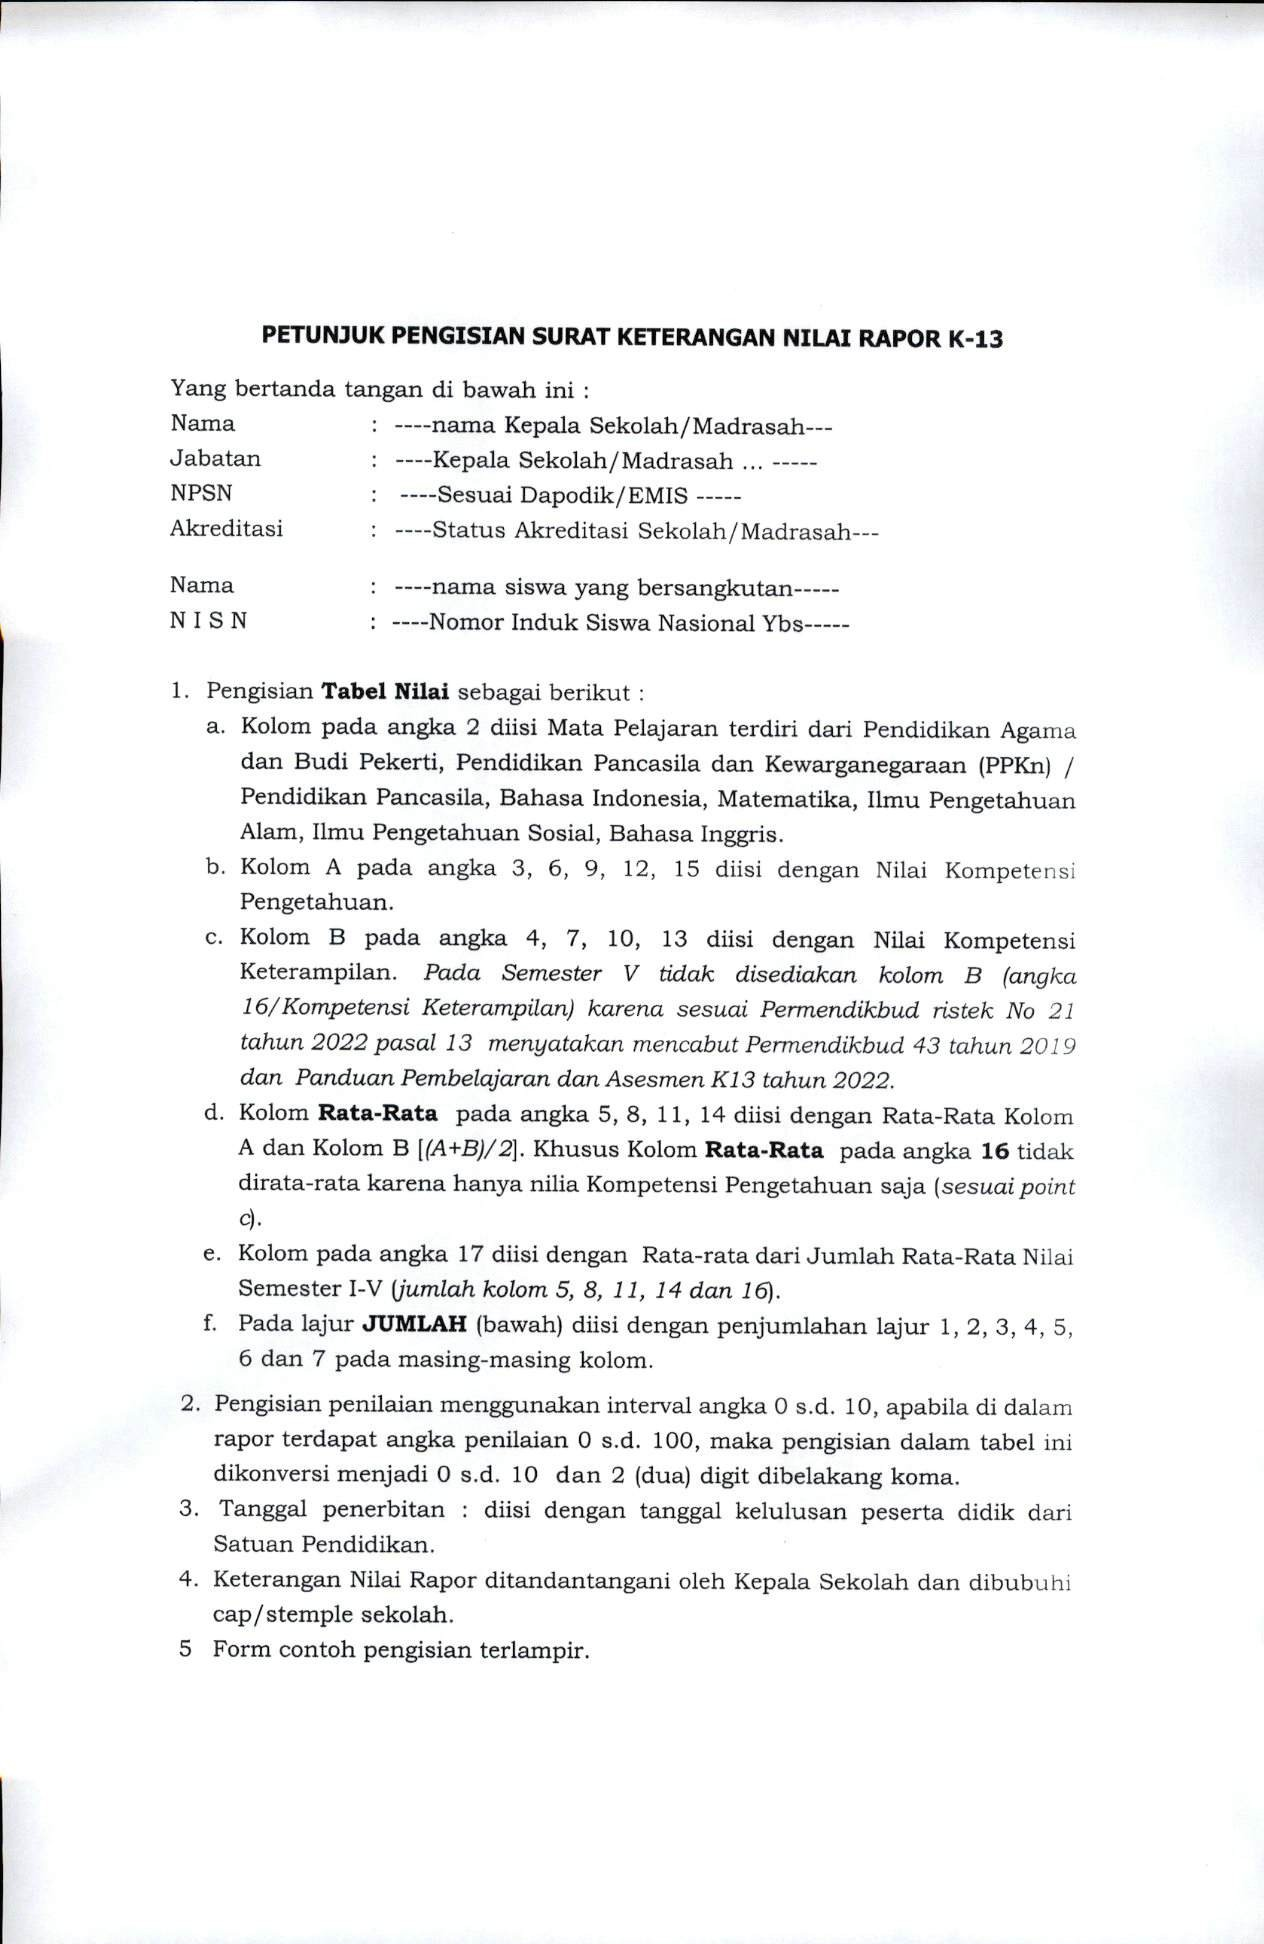 PETUNJUK PENGISIAN SURAT KETERANGAN NILAI RAPOR K-13
Yang bertanda tangan di bawah ini :
Nama : ----nama Kepala Sekolah/Madrasah---
Jabatan : ----Kepala Sekolah/Madrasah ... -----
NPSN : ----Sesuai Dapodik/EMIS -----
Akreditasi : ----Status Akreditasi Sekolah/Madrasah---
Nama : ----nama siswa yang bersangkutan-----
N I S N : ----Nomor Induk Siswa Nasional Ybs-----
1. Pengisian Tabel Nilai sebagai berikut :
a. Kolom pada angka 2 diisi Mata Pelajaran terdiri dari Pendidikan Agama
dan Budi Pekerti, Pendidikan Pancasila dan Kewarganegaraan (PPKn) /
Pendidikan Pancasila, Bahasa Indonesia, Matematika, Ilmu Pengetahuan
Alam, Ilmu Pengetahuan Sosial, Bahasa Inggris.
b. Kolom A pada angka 3, 6, 9, 12, 15 diisi dengan Nilai Kompetensi
Pengetahuan.
c. Kolom B pada angka 4, 7, 10, 13 diisi dengan Nilai Kompetensi
Keterampilan. Pada Semester V tidak disediakan kolom B (angka
16/Kompetensi Keterampilan) karena sesuai Permendikbud ristek No 21
tahun 2022 pasal 13 menyatakan mencabut Permendikbud 43 tahun 2019
dan Panduan Pembelajaran dan Asesmen K13 tahun 2022.
d. Kolom Rata-Rata pada angka 5, 8, 11, 14 diisi dengan Rata-Rata Kolom
A dan Kolom B [(A+B)/2]. Khusus Kolom Rata-Rata pada angka 16 tidak
dirata-rata karena hanya nilia Kompetensi Pengetahuan saja (sesuai point
c).
e. Kolom pada angka 17 diisi dengan Rata-rata dari Jumlah Rata-Rata Nilai
Semester I-V (jumlah kolom 5, 8, 11, 14 dan 16).
f. Pada lajur JUMLAH (bawah) diisi dengan penjumlahan lajur 1, 2, 3, 4, 5,
6 dan 7 pada masing-masing kolom.
2. Pengisian penilaian menggunakan interval angka 0 s.d. 10, apabila di dalam
rapor terdapat angka penilaian 0 s.d. 100, maka pengisian dalam tabel ini
dikonversi menjadi 0 s.d. 10 dan 2 (dua) digit dibelakang koma.
3. Tanggal penerbitan : diisi dengan tanggal kelulusan peserta didik dari
Satuan Pendidikan.
4. Keterangan Nilai Rapor ditandantangani oleh Kepala Sekolah dan dibubuhi
cap/stemple sekolah.
5 Form contoh pengisian terlampir.